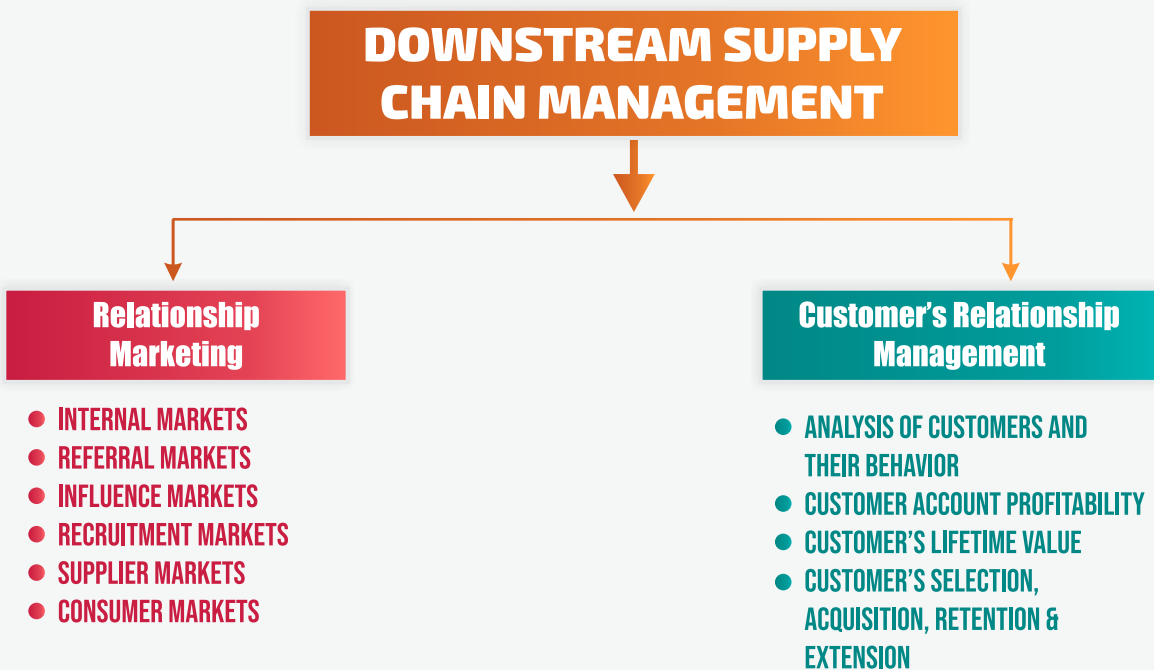 DOWNSTREAM SUPPLY
CHAIN MANAGEMENT
Relationship
Marketing
INTERNAL MARKETS
REFERRAL MARKETS
INFLUENCE MARKETS
RECRUITMENT MARKETS
SUPPLIER MARKETS
CONSUMER MARKETS
Customer's Relationship
Management
ANALYSIS OF CUSTOMERS AND
THEIR BEHAVIOR
CUSTOMER ACCOUNT PROFITABILITY
CUSTOMER'S LIFETIME VALUE
CUSTOMER'S SELECTION,
ACQUISITION, RETENTION &
EXTENSION